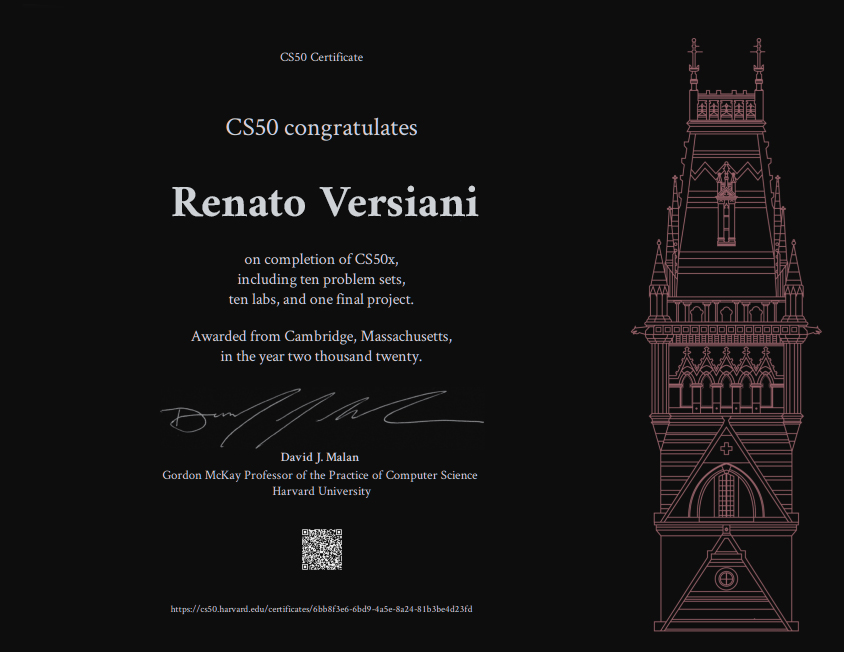 CS50 Certificate
CS50 congratulates
Renato Versiani
on completion of CS50x,
including ten problem sets,
ten labs, and one final project.
Awarded from Cambridge, Massachusetts,
in the year two thousand twenty.
David J. Malan
Gordon McKay Professor of the Practice of Computer Science
Harvard University
https://cs50.harvard.edu/certificates/6bb8f3e6-6bd9-4a5e-8a24-81b3be4d23fd